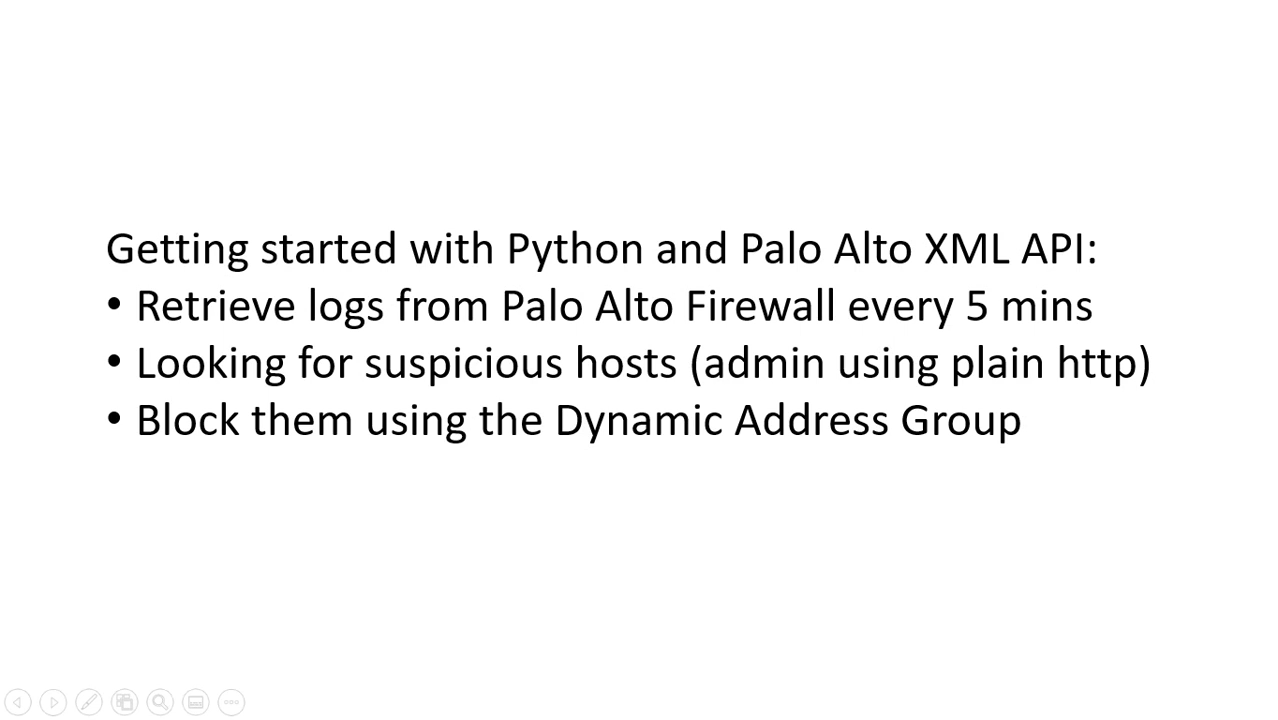 Getting started with Python and Palo Alto XML API:
• Retrieve logs from Palo Alto Firewall every 5 mins
• Looking for suspicious hosts (admin using plain http)
• Block them using the Dynamic Address Group